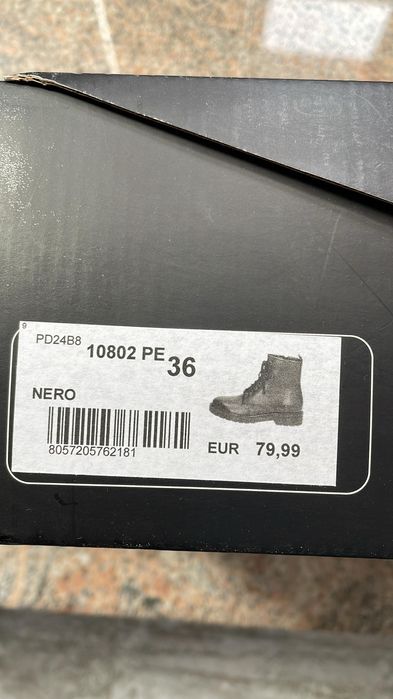 9
PD24B8
10802 PE 36
NERO
8057205762181
EUR 79,99